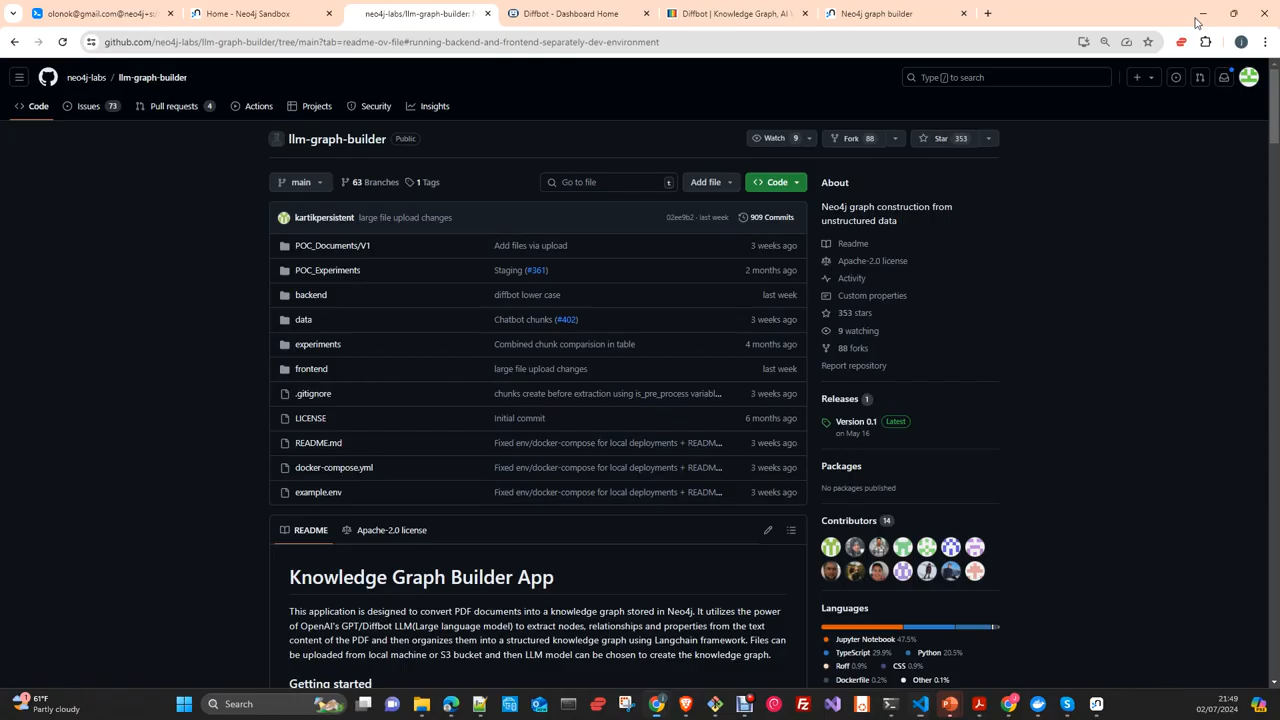 olonok@gmail.com@neo4j+s:/
Home - Neo4j Sandbox
neo4j-labs/llm-graph-builder: N
Diffbot - Dashboard Home
Diffbot | Knowledge Graph, AI
Neo4j graph builder
github.com/neo4j-labs/llm-graph-builder/tree/main?tab=readme-ov-file#running-backend-and-frontend-separately-dev-environment
neo4j-labs / llm-graph-builder
Type / to search
Code
Issues 73
Pull requests 4
Actions
Projects
Security
Insights
llm-graph-builder Public
Watch 9
Fork 88
Star 353
main
63 Branches
1 Tags
Go to file t
Add file
Code
kartikpersistent large file upload changes 02ee9b2 · last week 909 Commits
POC_Documents/V1 Add files via upload 3 weeks ago
POC_Experiments Staging (#361) 2 months ago
backend diffbot lower case last week
data Chatbot chunks (#402) 3 weeks ago
experiments Combined chunk comparision in table 4 months ago
frontend large file upload changes last week
.gitignore chunks create before extraction using is_pre_process variabl... 3 weeks ago
LICENSE Initial commit 6 months ago
README.md Fixed env/docker-compose for local deployments + READM... 3 weeks ago
docker-compose.yml Fixed env/docker-compose for local deployments + READM... 3 weeks ago
example.env Fixed env/docker-compose for local deployments + READM... 3 weeks ago
README
Apache-2.0 license
Knowledge Graph Builder App
This application is designed to convert PDF documents into a knowledge graph stored in Neo4j. It utilizes the power
of OpenAI's GPT/Diffbot LLM(Large language model) to extract nodes, relationships and properties from the text
content of the PDF and then organizes them into a structured knowledge graph using Langchain framework. Files can
be uploaded from local machine or S3 bucket and then LLM model can be chosen to create the knowledge graph.
Getting started
About
Neo4j graph construction from
unstructured data
Readme
Apache-2.0 license
Activity
Custom properties
353 stars
9 watching
88 forks
Report repository
Releases 1
Version 0.1 Latest
on May 16
Packages
No packages published
Contributors 14
Languages
Jupyter Notebook 47.5%
TypeScript 29.9%
Python 20.5%
Roff 0.9%
CSS 0.9%
Dockerfile 0.2%
Other 0.1%
61°F
Partly cloudy
Search
21:49
02/07/2024